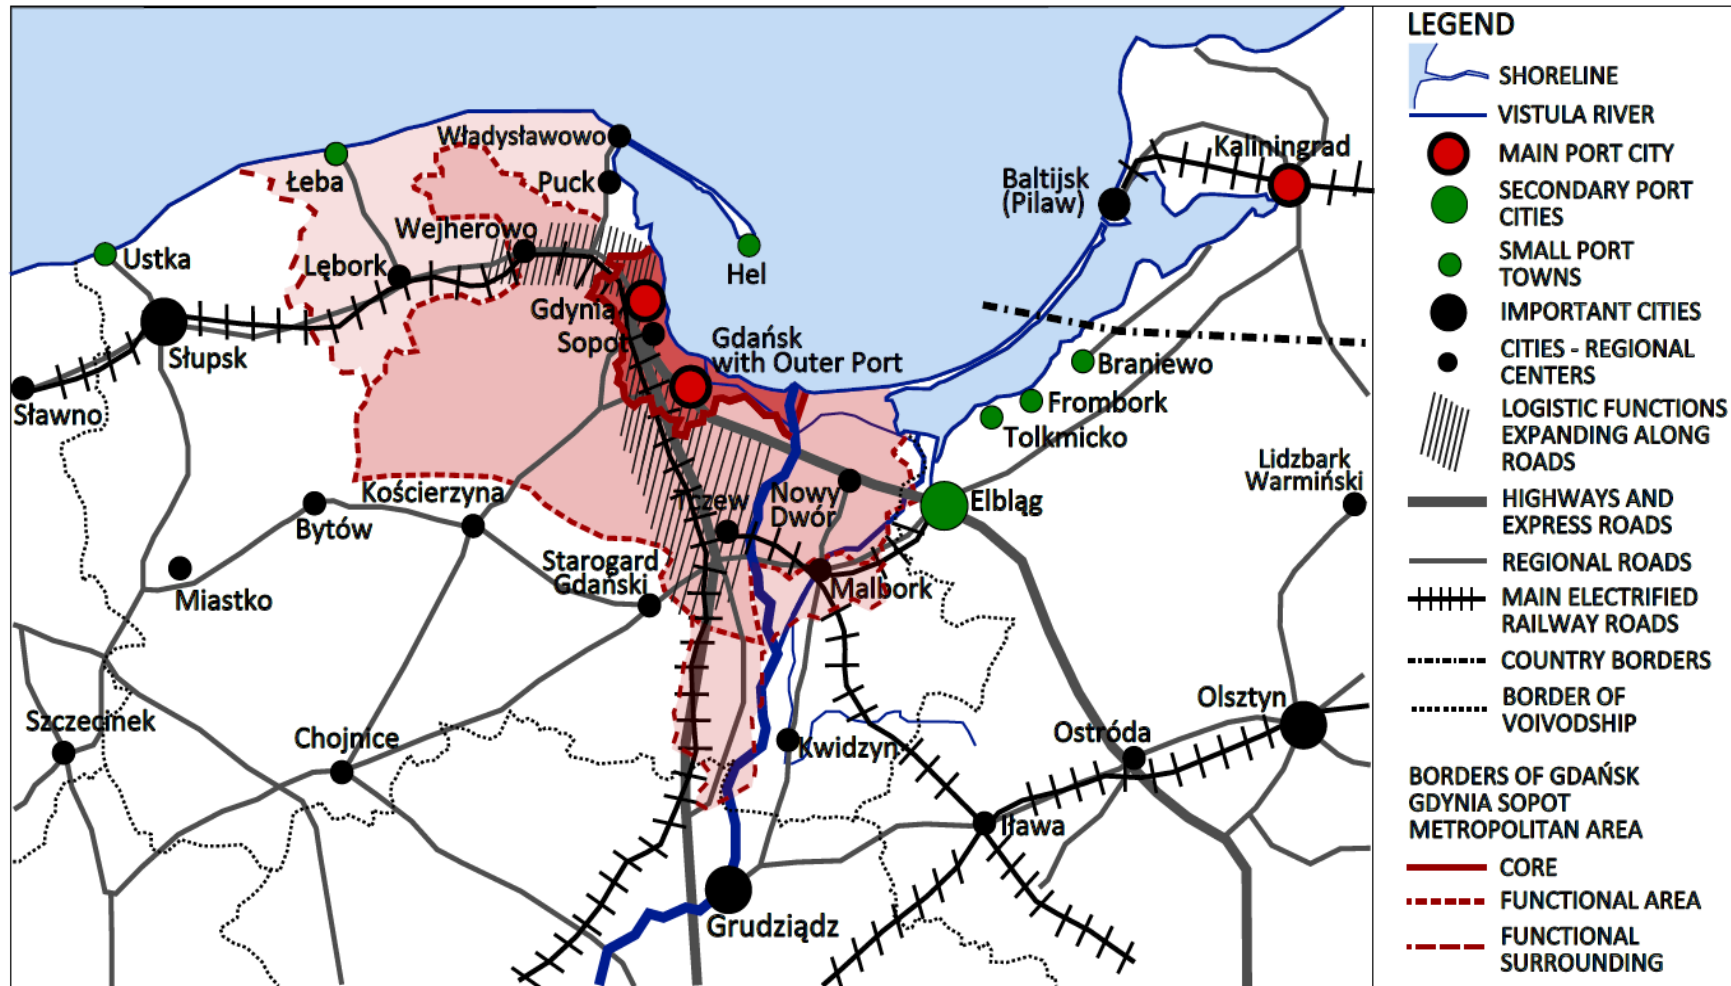 Władysławowo
Łeba
Puck
Wejherowo
Ustka
Lębork
Hel
Gdynia
Sopot
Słupsk
Gdańsk
with Outer Port
Sławno
Baltijsk
(Pilaw)
Kaliningrad
Braniewo
Frombork
Tolkmicko
Lidzbark
Warmiński
Kościerzyna
Bytów
Tczew
Nowy
Dwór
Elbląg
Starogard
Gdański
Malbork
Miastko
Szczecinek
Chojnice
Kwidzyn
Ostróda
Olsztyn
Iława
Grudziądz
LEGEND
SHORELINE
VISTULA RIVER
MAIN PORT CITY
SECONDARY PORT
CITIES
SMALL PORT
TOWNS
IMPORTANT CITIES
CITIES - REGIONAL
CENTERS
LOGISTIC FUNCTIONS
EXPANDING ALONG
ROADS
HIGHWAYS AND
EXPRESS ROADS
REGIONAL ROADS
MAIN ELECTRIFIED
RAILWAY ROADS
COUNTRY BORDERS
BORDER OF
VOIVODSHIP
BORDERS OF GDAŃSK
GDYNIA SOPOT
METROPOLITAN AREA
CORE
FUNCTIONAL AREA
FUNCTIONAL
SURROUNDING